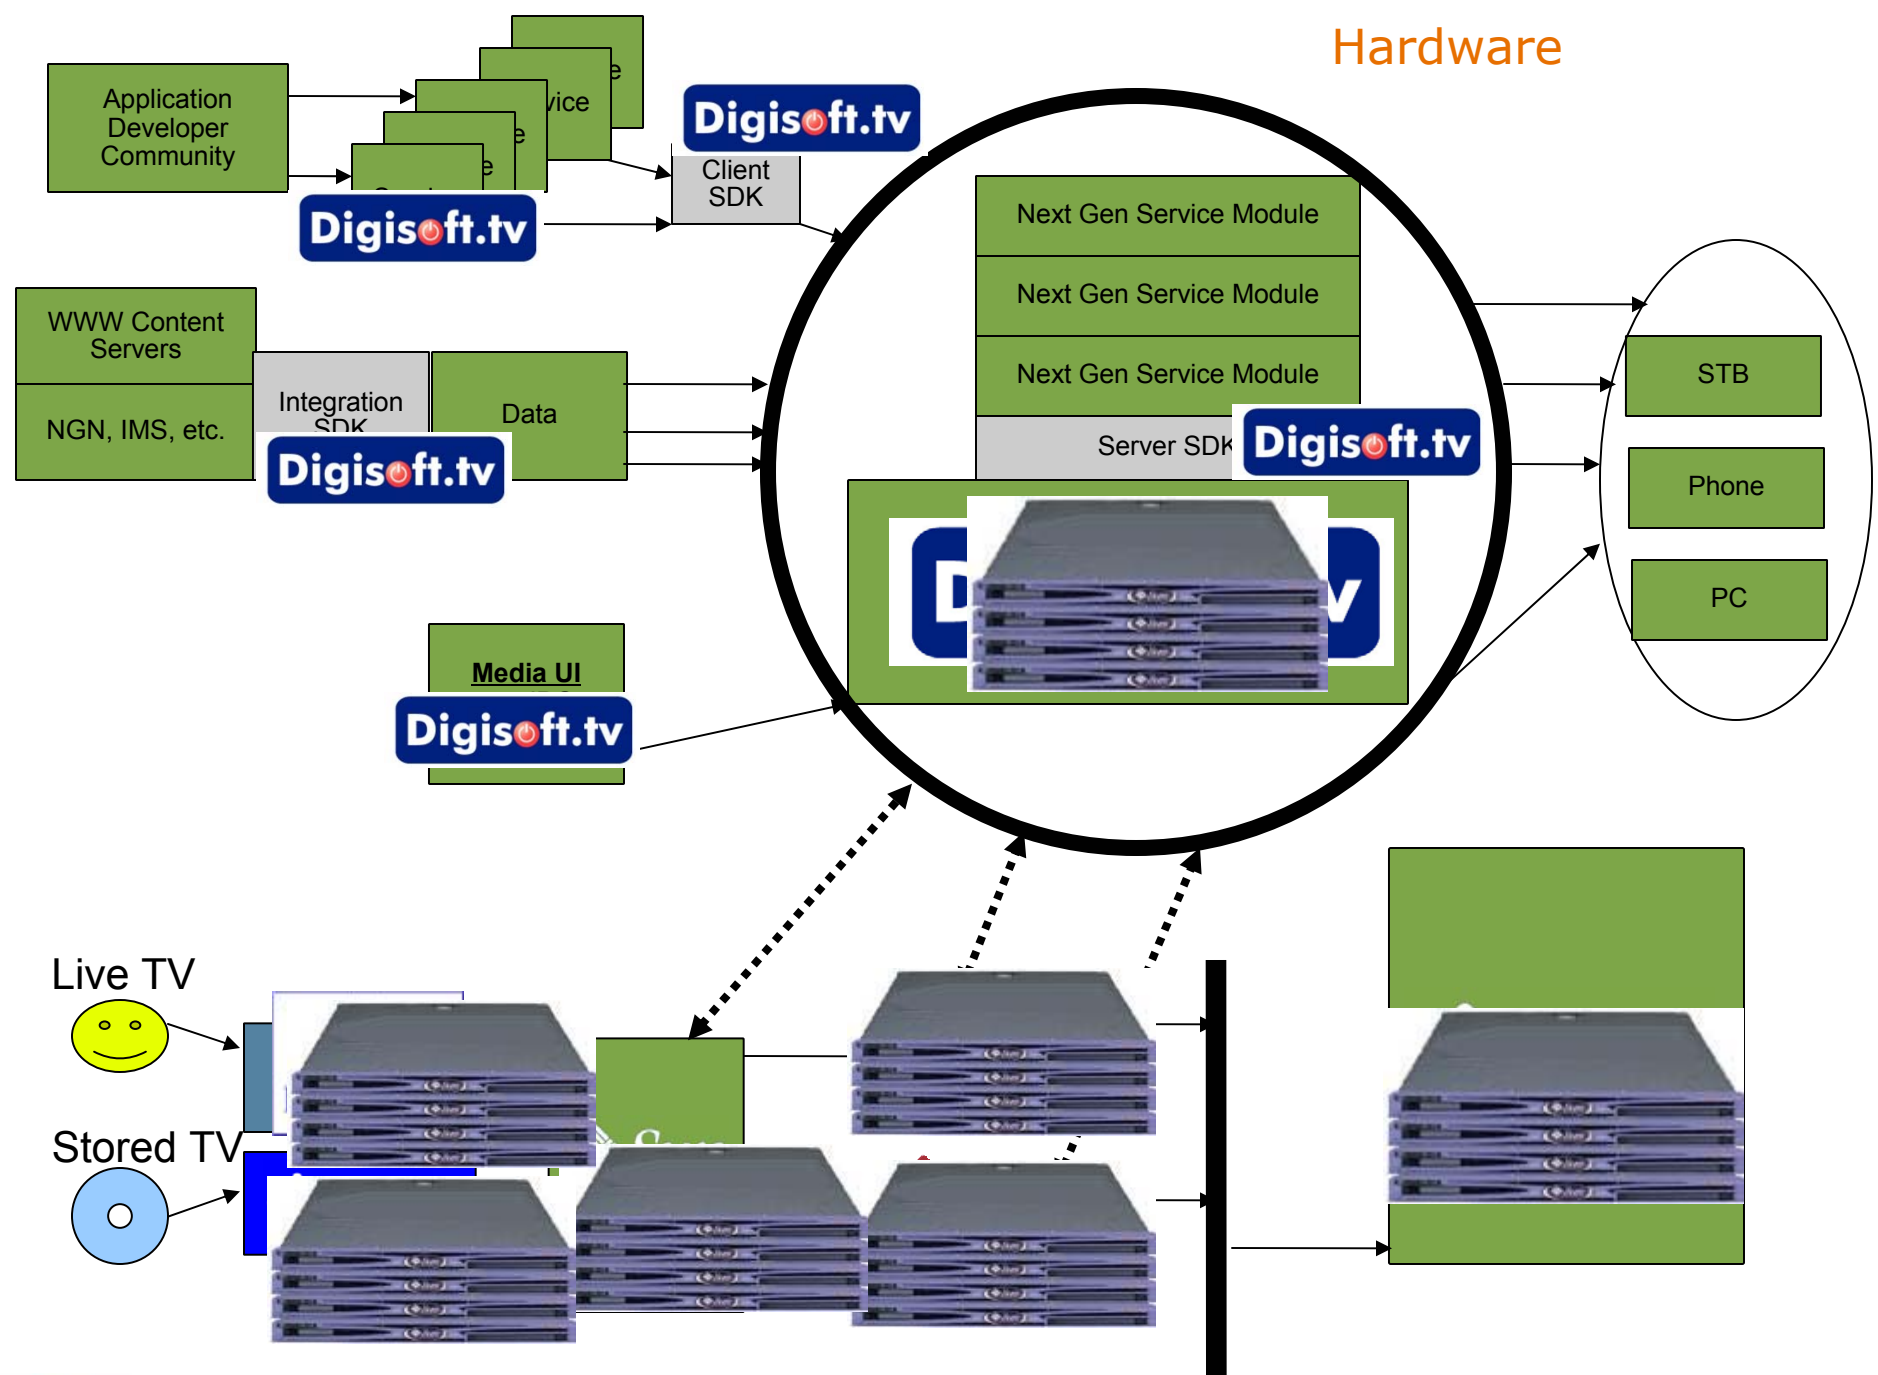 Hardware
Application
Developer
Community
Digisoft.tv
Client
SDK
Digisoft.tv
Next Gen Service Module
Next Gen Service Module
Next Gen Service Module
Server SDK
Digisoft.tv
WWW Content
Servers
NGN, IMS, etc.
Integration
SDK
Digisoft.tv
Data
STB
Phone
PC
Media UI
Digisoft.tv
Live TV
Stored TV